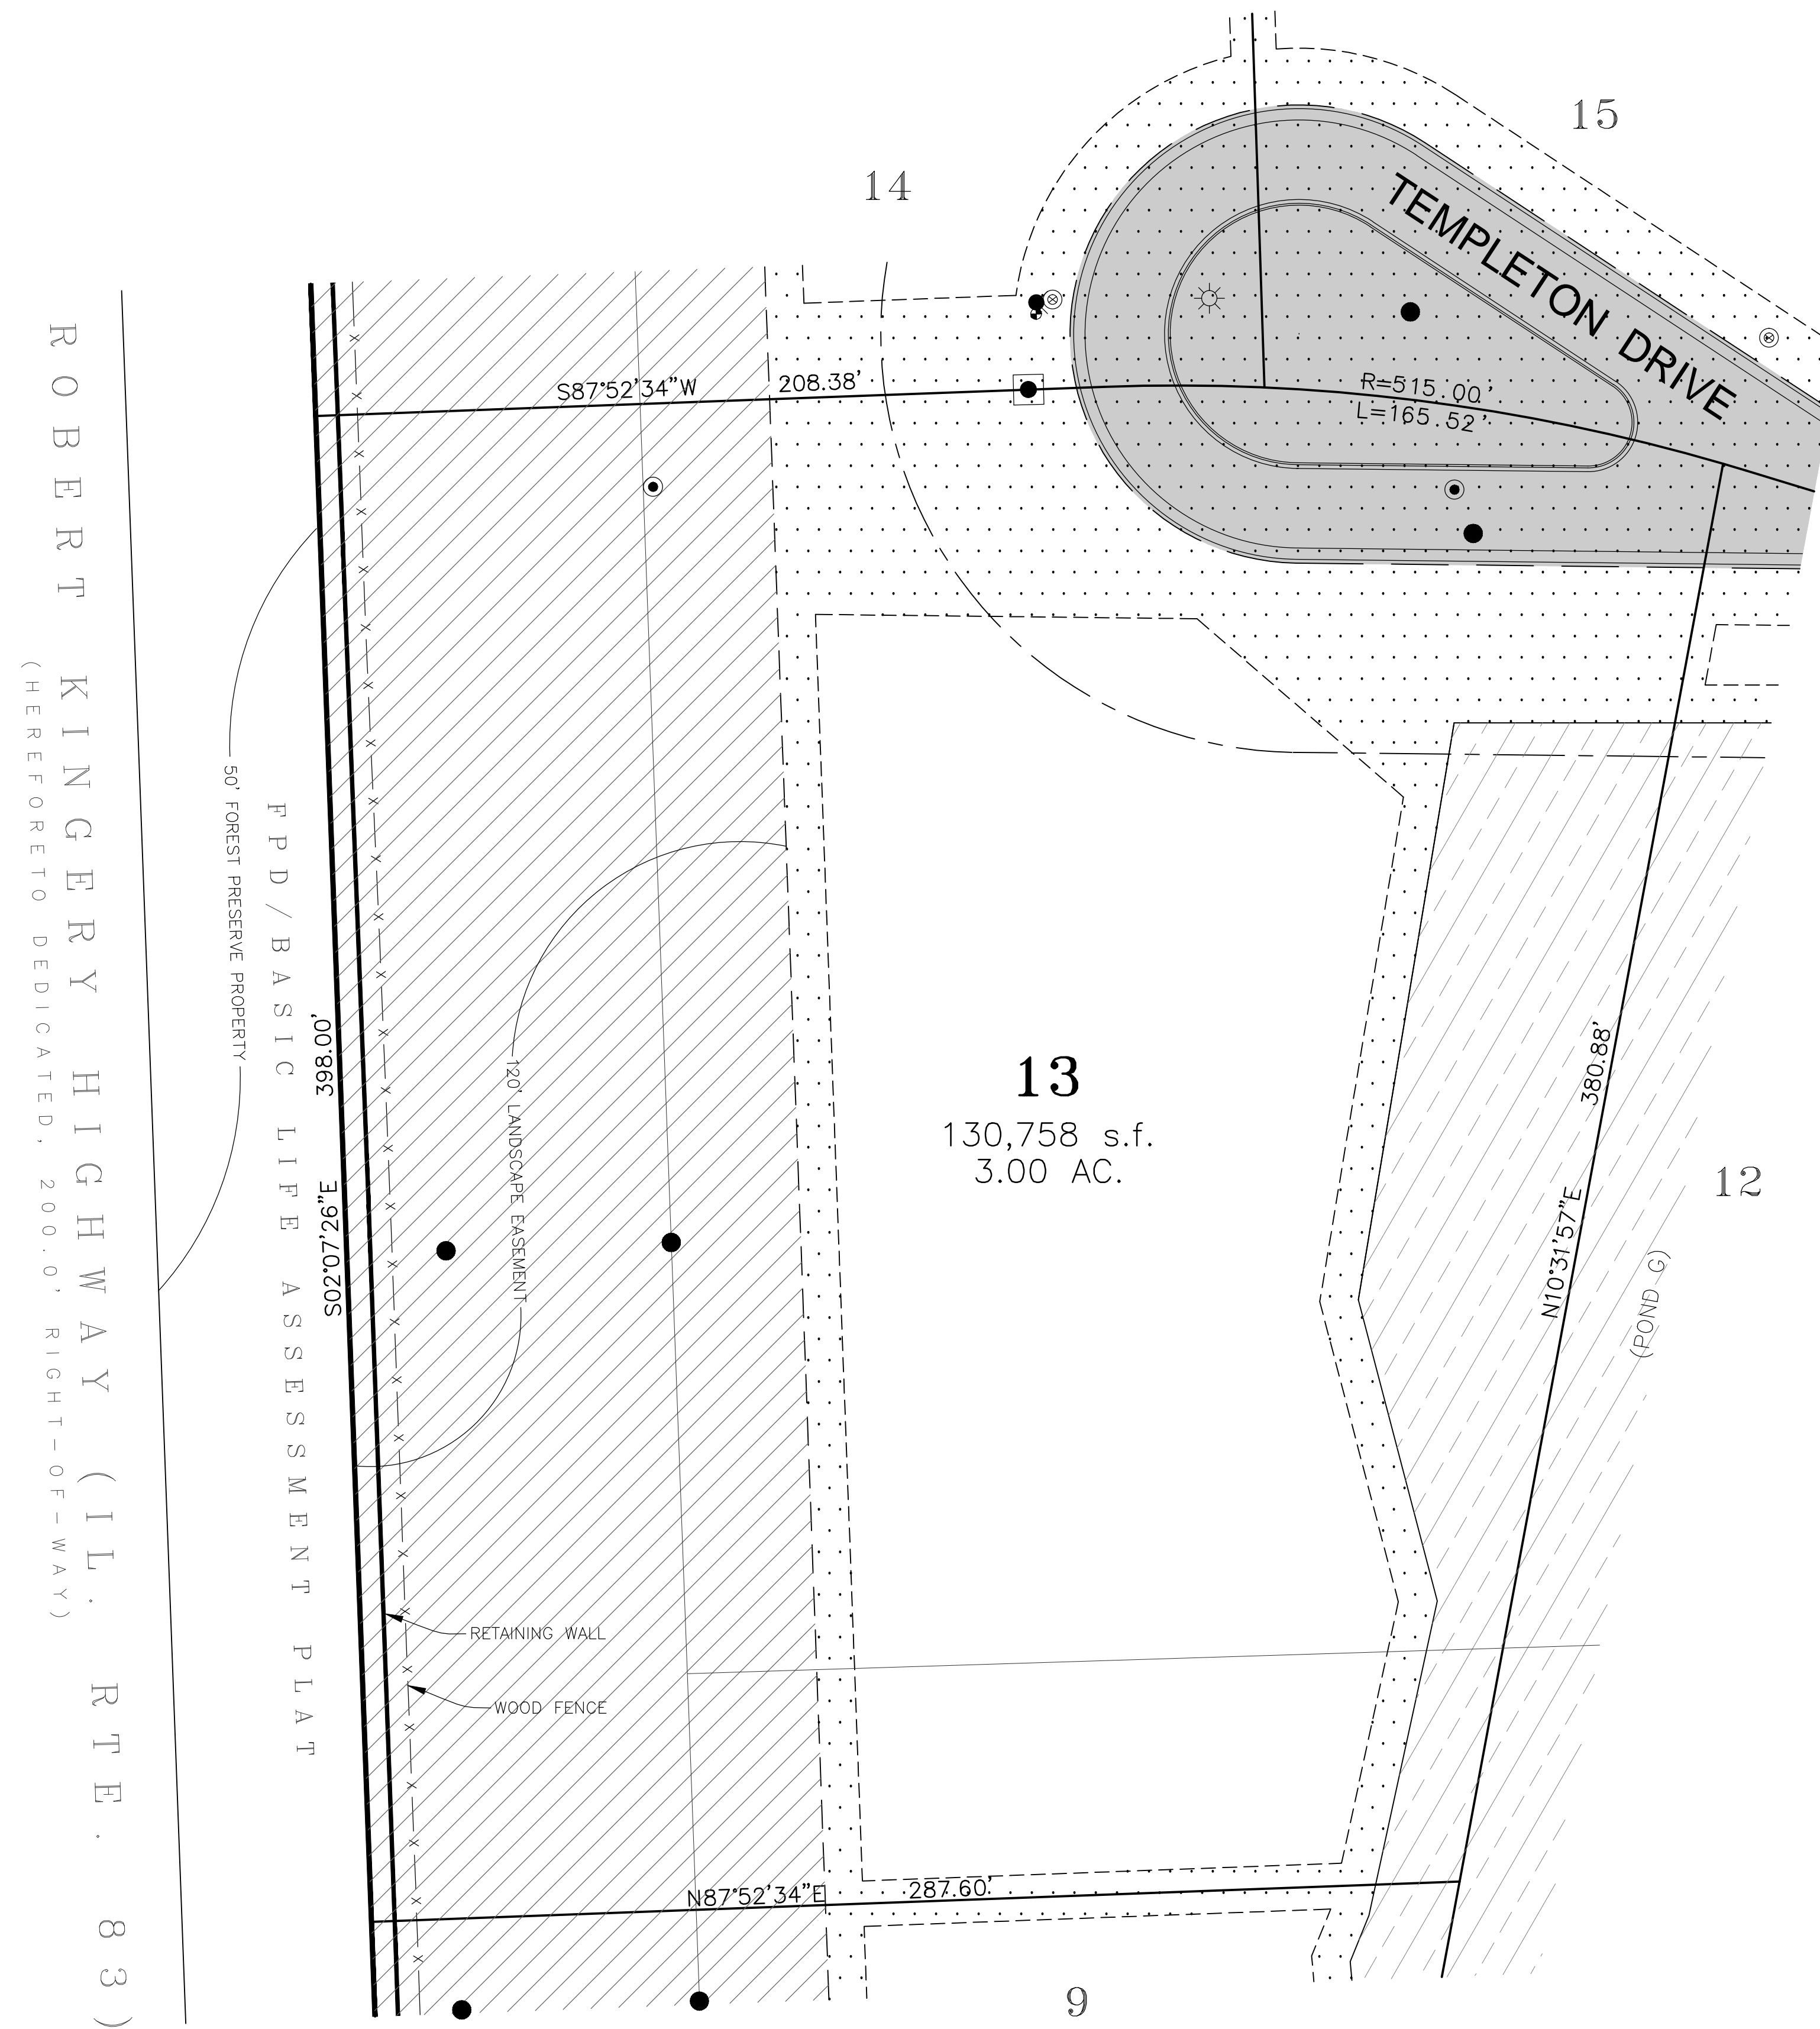 15
14
TEMPLETON DRIVE
S87°52'34"W 208.38'
R=515.00'
L=165.52'
ROBERT KINGERY HIGHWAY (IL. RTE. 83)
(HEREFORETO DEDICATED, 200.0' RIGHT-OF-WAY)
50' FOREST PRESERVE PROPERTY
FPD/BASIC LIFE ASSESSMENT PLAT
S02°07'26"E 398.00'
120' LANDSCAPE EASEMENT
13
130,758 s.f.
3.00 AC.
N10°31'57"E 380.88'
12
(POND G)
RETAINING WALL
WOOD FENCE
N87°52'34"E 287.60'
9